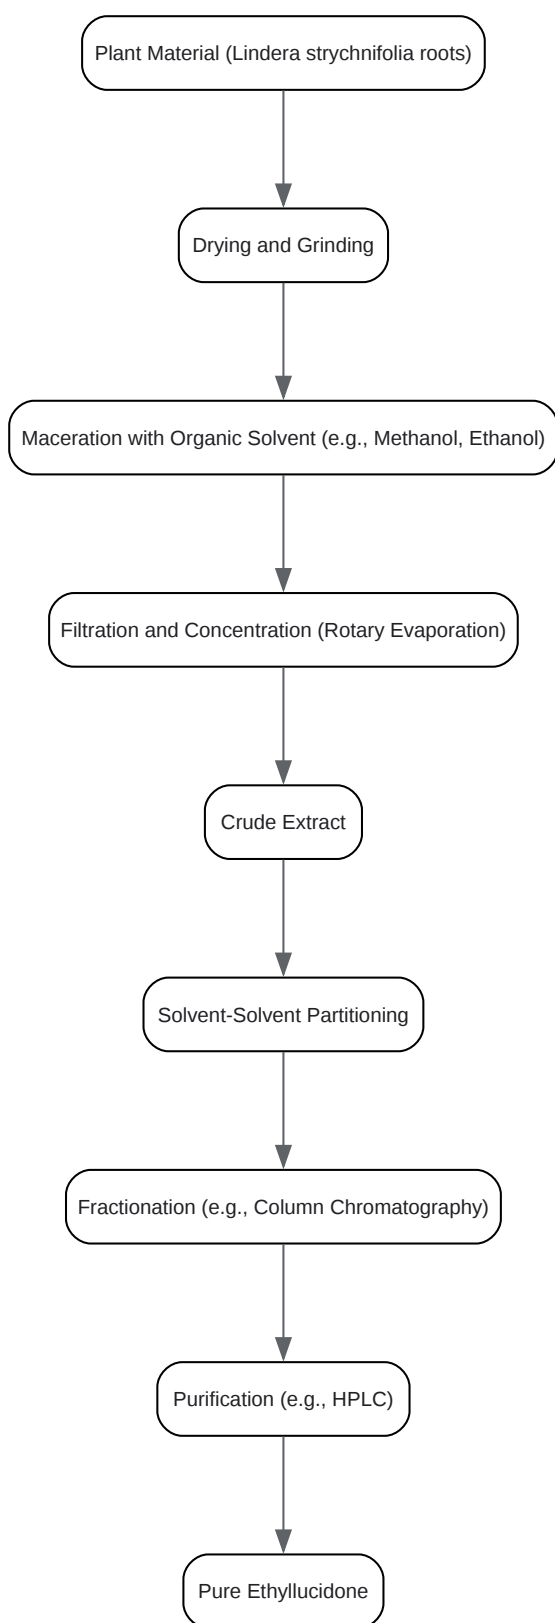 Plant Material (Lindera strychnifolia roots)
Drying and Grinding
Maceration with Organic Solvent (e.g., Methanol, Ethanol)
Filtration and Concentration (Rotary Evaporation)
Crude Extract
Solvent-Solvent Partitioning
Fractionation (e.g., Column Chromatography)
Purification (e.g., HPLC)
Pure Ethyllucidone